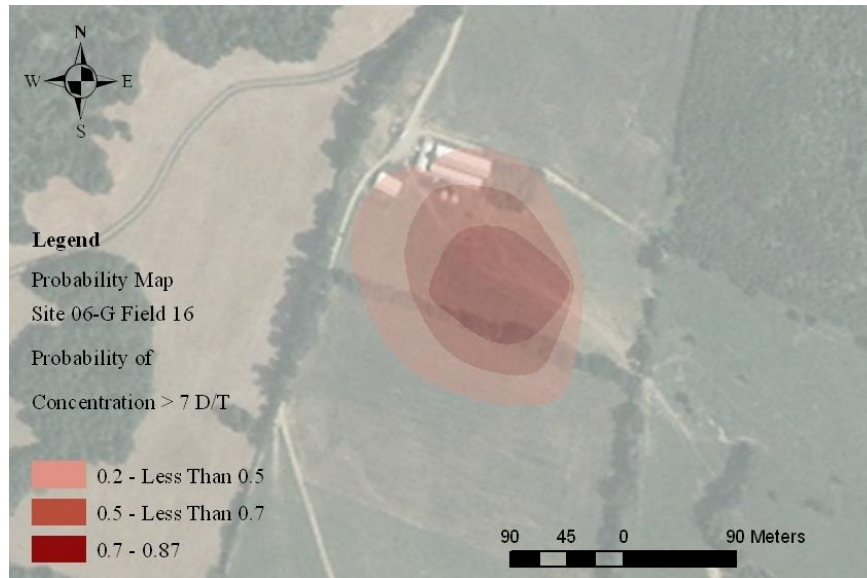 N
W E
S
Legend
Probability Map
Site 06-G Field 16
Probability of
Concentration > 7 D/T
0.2 - Less Than 0.5
0.5 - Less Than 0.7
0.7 - 0.87
90 45 0 90 Meters